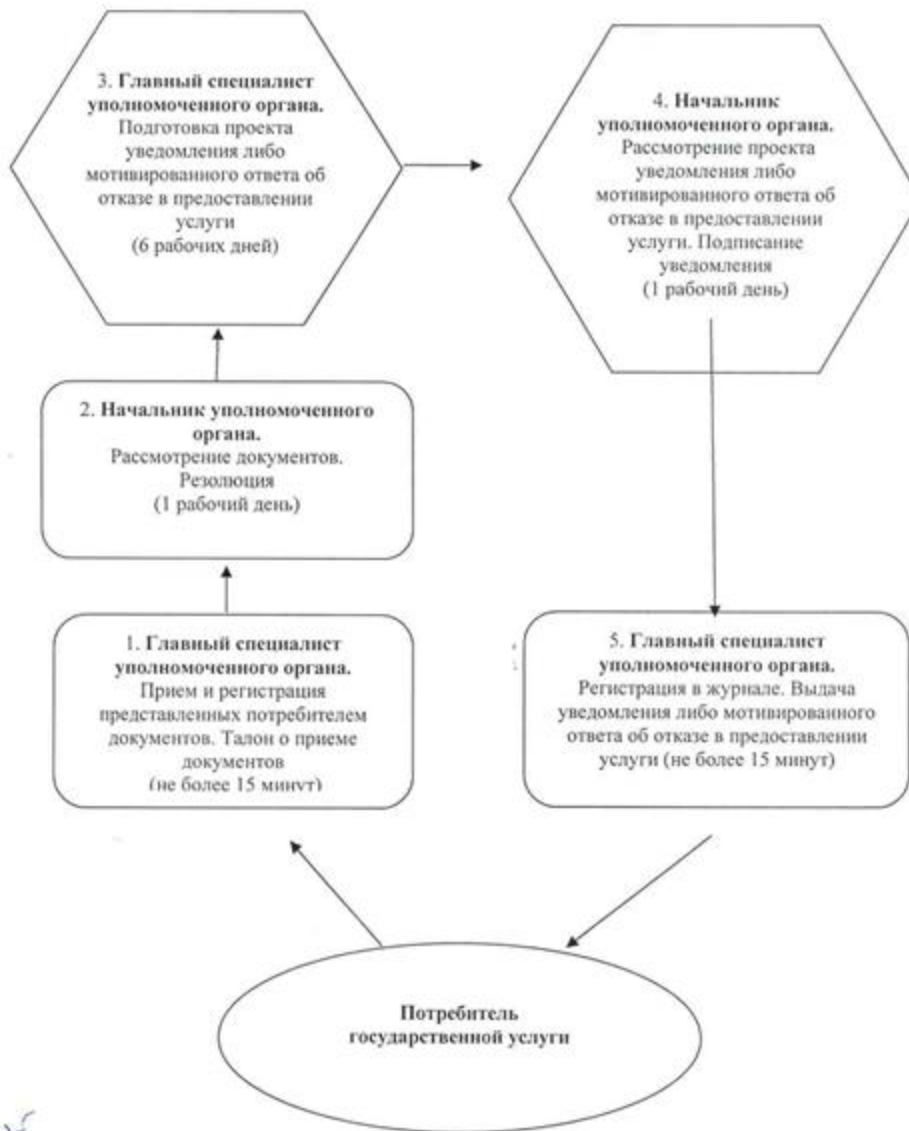 3. Главный специалист
уполномоченного органа.
Подготовка проекта
уведомления либо
мотивированного ответа об
отказе в предоставлении
услуги
(6 рабочих дней)
4. Начальник
уполномоченного органа.
Рассмотрение проекта
уведомления либо
мотивированного ответа об
отказе в предоставлении
услуги. Подписание
уведомления
(1 рабочий день)
2. Начальник уполномоченного
органа.
Рассмотрение документов.
Резолюция
(1 рабочий день)
1. Главный специалист
уполномоченного органа.
Прием и регистрация
представленных потребителем
документов. Талон о приеме
документов
(не более 15 минут)
5. Главный специалист
уполномоченного органа.
Регистрация в журнале. Выдача
уведомления либо мотивированного
ответа об отказе в предоставлении
услуги (не более 15 минут)
Потребитель
государственной услуги